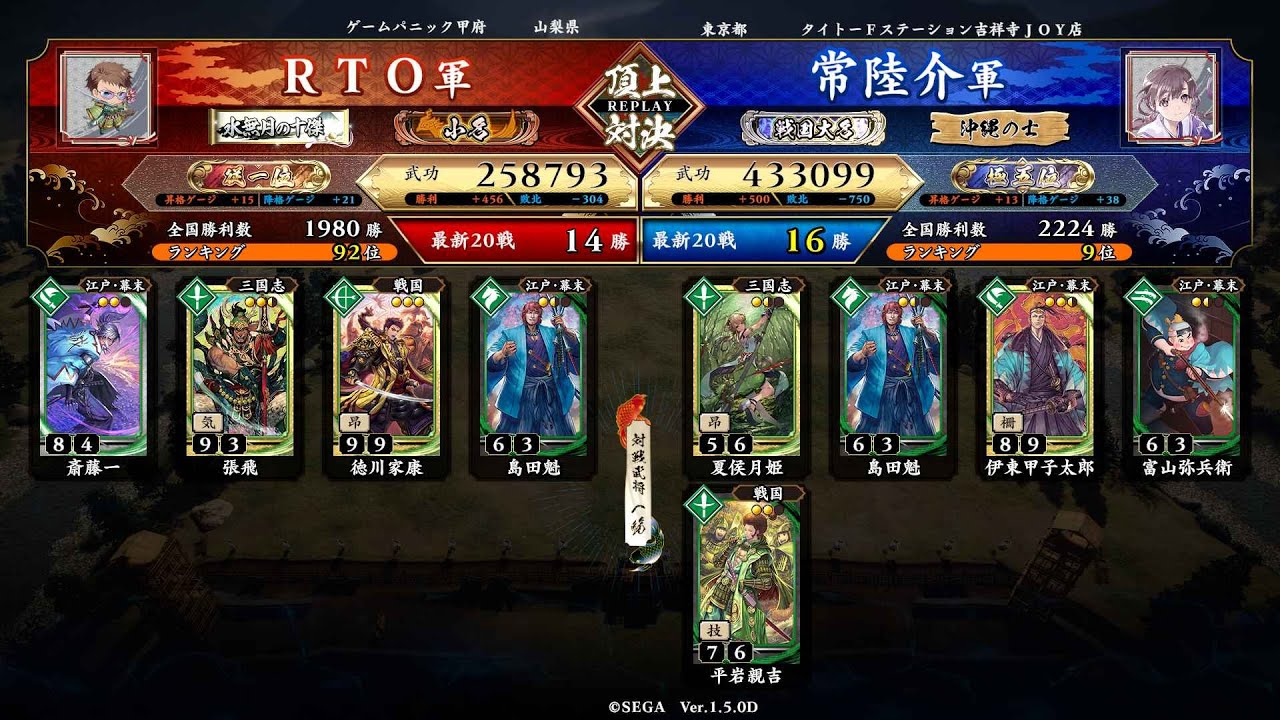 ゲームパニック甲府 山梨県 東京都 タイトーFステーション吉祥寺JOY店
RTO軍 頂上 REPLAY 対決 常陸介軍
水無月の十傑 小名 戦国大名 沖縄の士
従一位 武功 258793 武功 433099 極王位
昇格ゲージ +15 降格ゲージ +21 勝利 +456 敗北 -304 勝利 +500 敗北 -750 昇格ゲージ +13 降格ゲージ +38
全国勝利数 1980勝 最新20戦 14勝 最新20戦 16勝 全国勝利数 2224勝
ランキング 92位 ランキング 9位
江戸・幕末 三国志 戦国 江戸・幕末 三国志 江戸・幕末 江戸・幕末 江戸・幕末
気 昂 昂 柵
8 4 9 3 9 9 6 3 5 6 6 3 8 9 6 3
斎藤一 張飛 徳川家康 島田魁 夏侯月姫 島田魁 伊東甲子太郎 富山弥兵衛
対戦武将一覧
戦国
技
7 6
平岩親吉
©SEGA Ver.1.5.0D